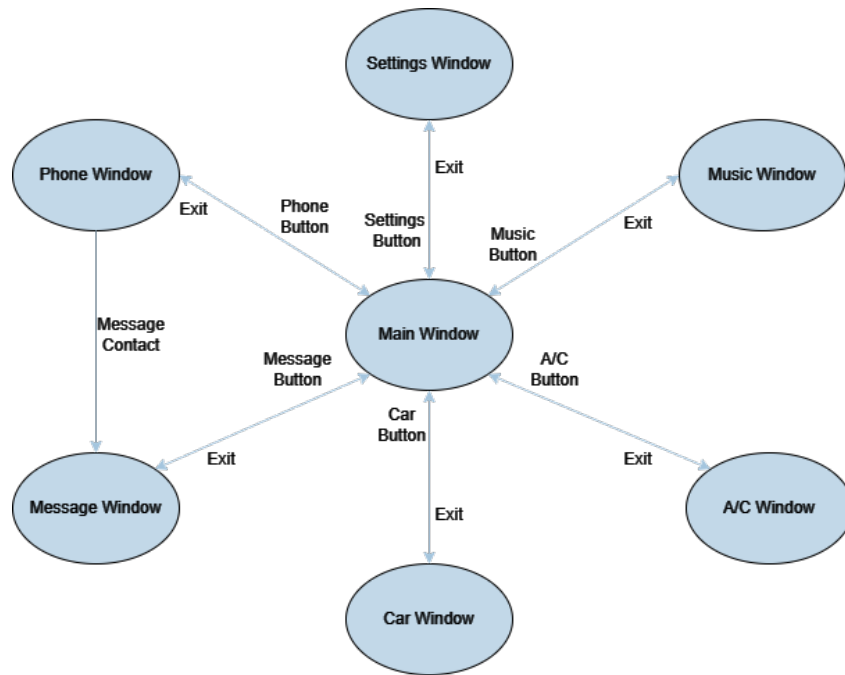 Settings Window
Phone Window
Music Window
Exit
Exit
Phone
Button
Settings
Button
Music
Button
Exit
Main Window
Message
Contact
Message
Button
A/C
Button
Car
Button
Exit
Exit
Message Window
A/C Window
Exit
Car Window